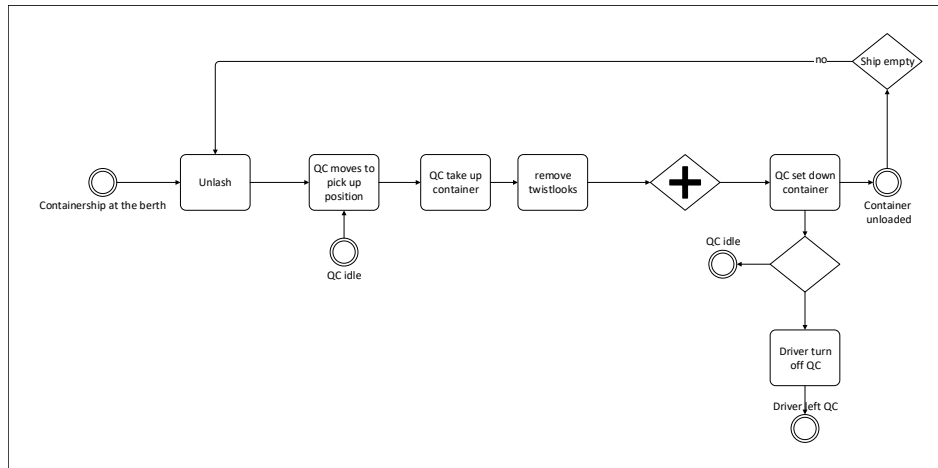 no
Ship empty
Unlash
QC moves to
pick up
position
QC take up
container
remove
twistlooks
QC set down
container
Containership at the berth
Container
unloaded
QC idle
QC idle
Driver turn
off QC
Driver left QC